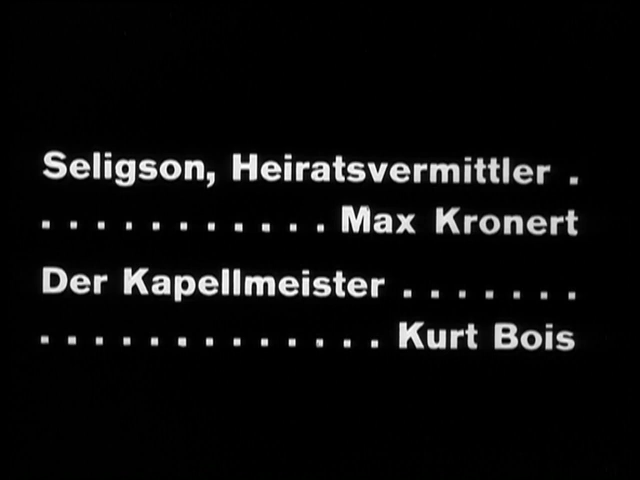 Seligson, Heiratsvermittler .
. . . . . . . . . . . Max Kronert
Der Kapellmeister . . . . . . .
. . . . . . . . . . . . . Kurt Bois